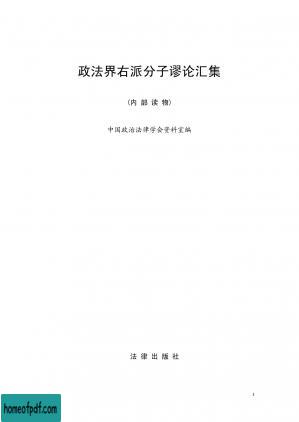 政法界右派分子谬论汇集
(内 部 读 物)
中国政治法律学会资料室编
法 律 出 版 社
1
homeofpdf.com